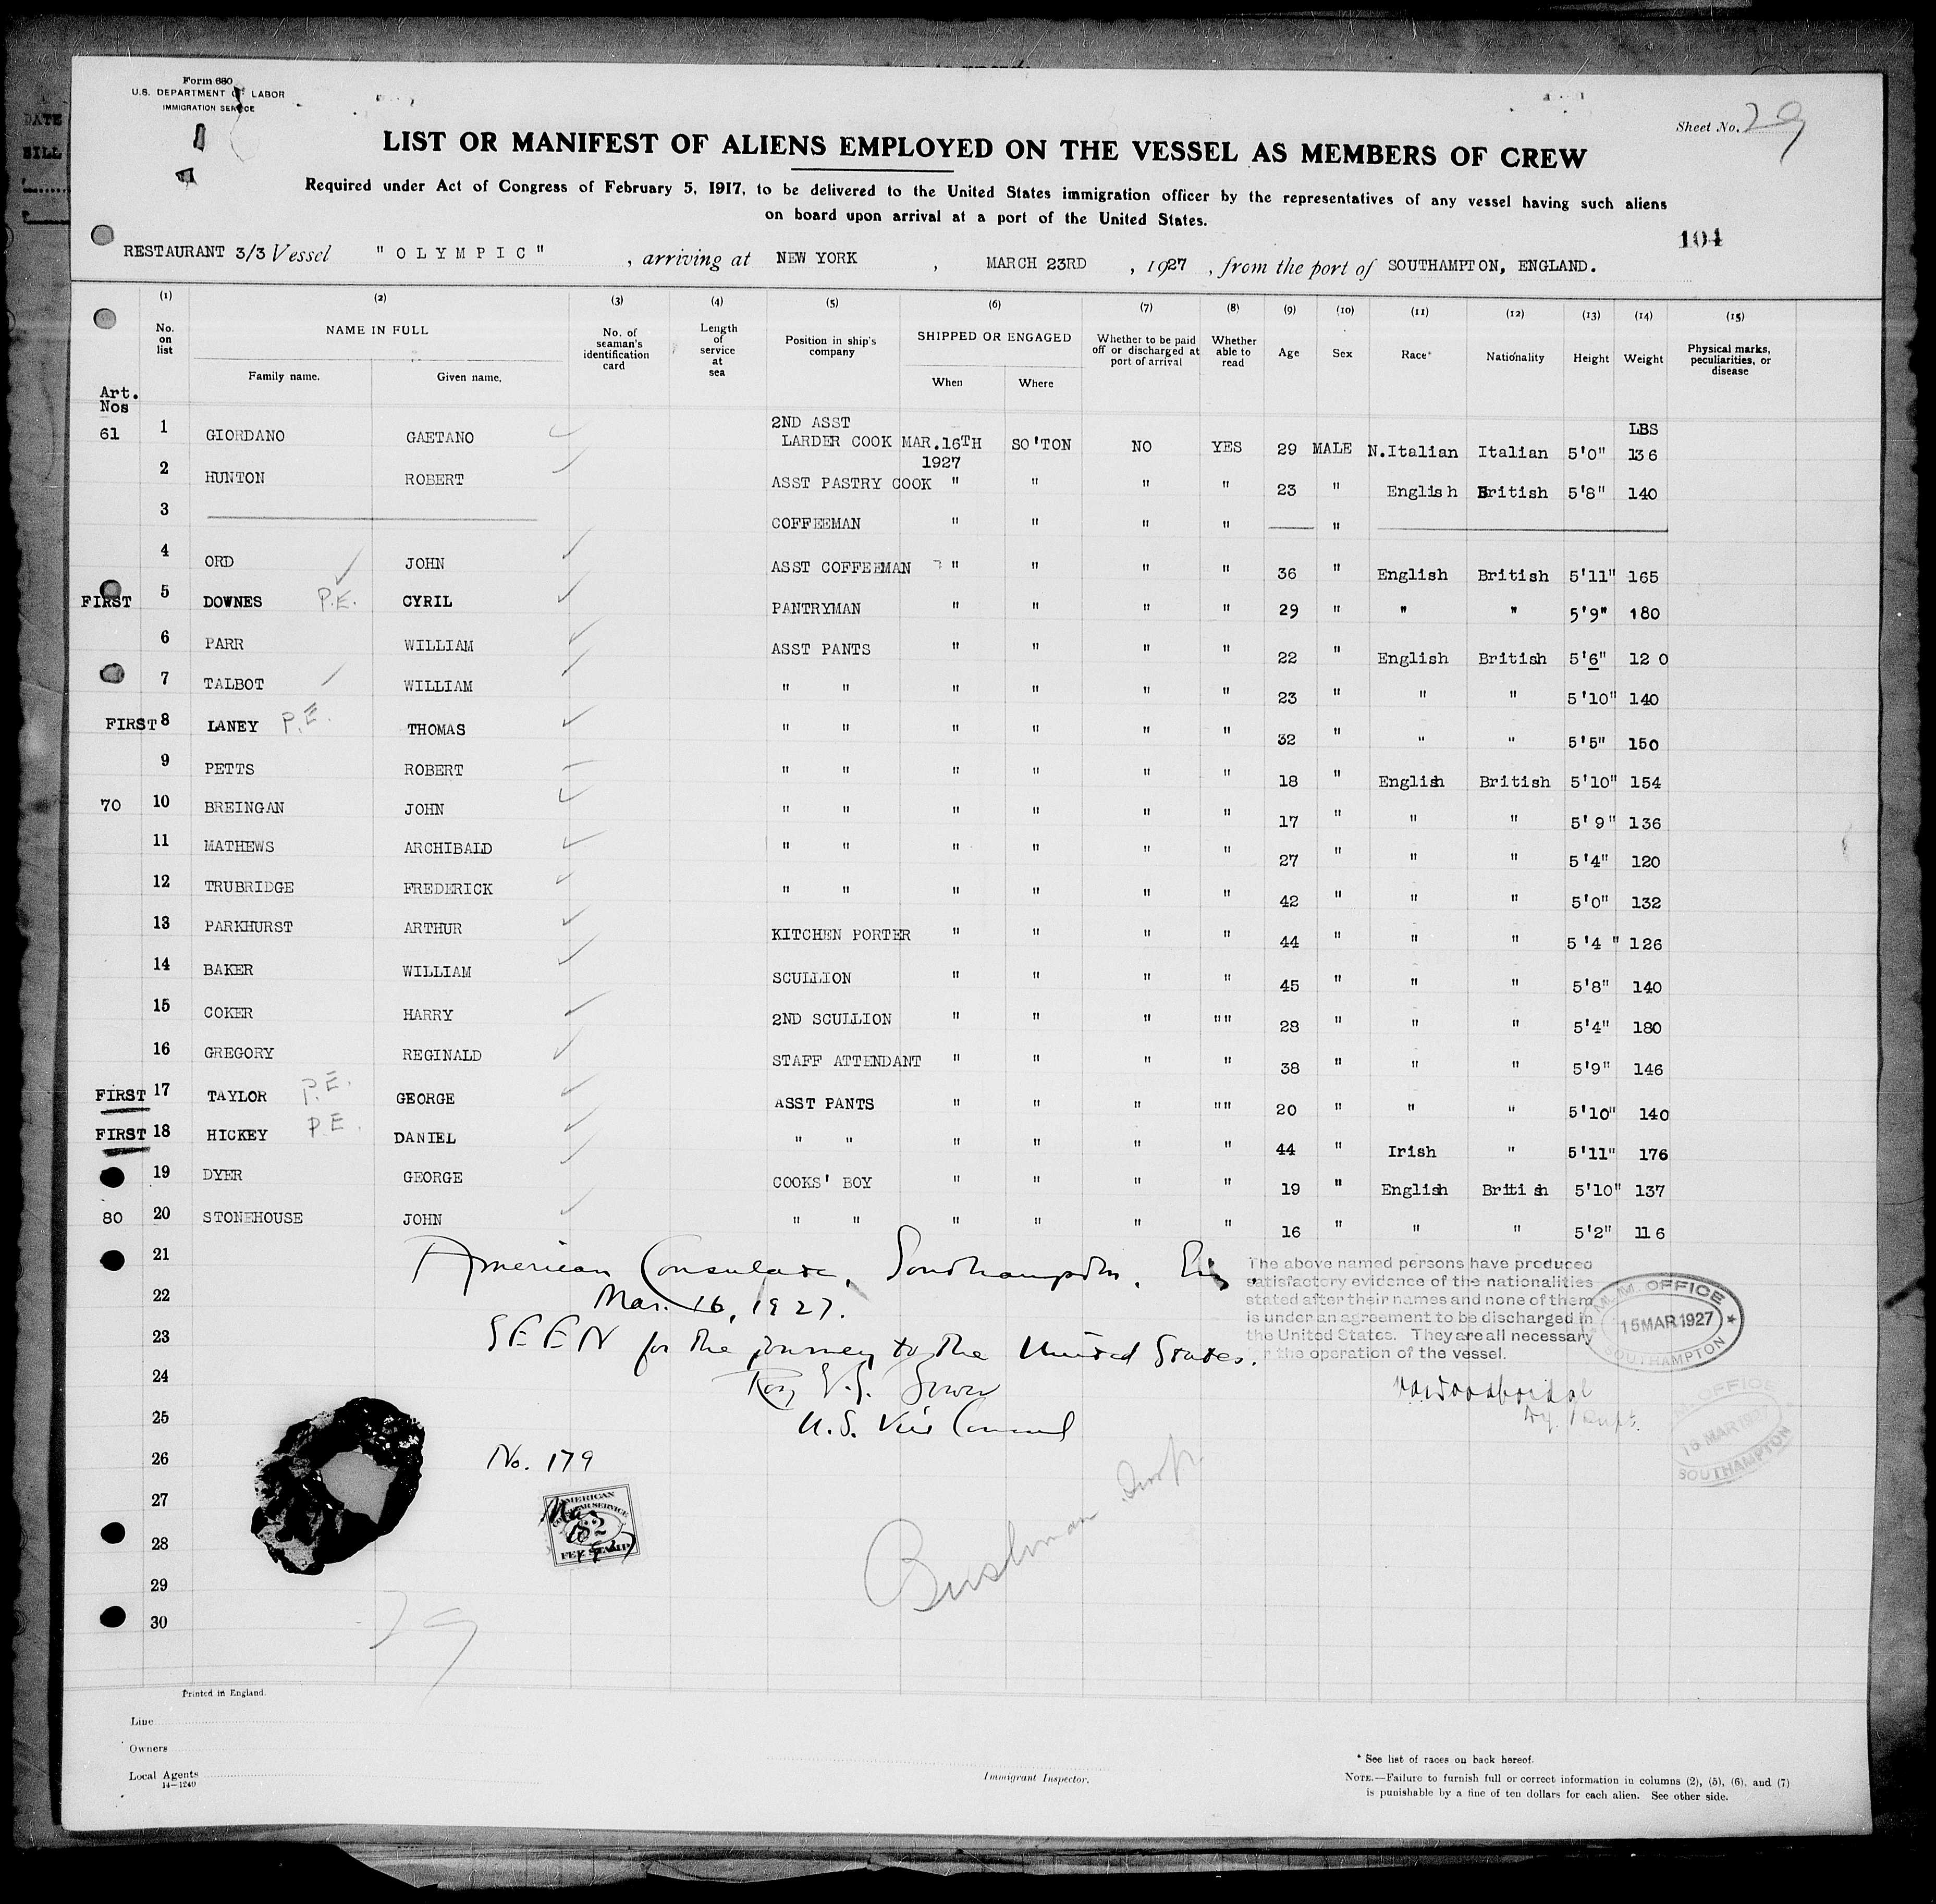 DATE
BILL
Form 680
U.S. DEPARTMENT OF LABOR
IMMIGRATION SERVICE
Sheet No. 29
LIST OR MANIFEST OF ALIENS EMPLOYED ON THE VESSEL AS MEMBERS OF CREW
Required under Act of Congress of February 5, 1917, to be delivered to the United States immigration officer by the representatives of any vessel having such aliens
on board upon arrival at a port of the United States.
104
RESTAURANT 3/3 Vessel "OLYMPIC", arriving at NEW YORK, MARCH 23RD, 1927, from the port of SOUTHAMPTON, ENGLAND.
(1) (2) (3) (4) (5) (6) (7) (8) (9) (10) (11) (12) (13) (14) (15)
No. on list NAME IN FULL No. of seaman's identification card Length of service at sea Position in ship's company SHIPPED OR ENGAGED Whether to be paid off or discharged at port of arrival Whether able to read Age Sex Race* Nationality Height Weight Physical marks, peculiarities, or disease
Family name. Given name. When Where
Art. Nos
LBS
61 1 GIORDANO GAETANO 2ND ASST LARDER COOK MAR.16TH 1927 SO'TON NO YES 29 MALE N.Italian Italian 5'0" 136
2 HUNTON ROBERT ASST PASTRY COOK " " " " 23 " English British 5'8" 140
3 COFFEEMAN " " " " "
4 ORD JOHN ASST COFFEEMAN " " " " 36 " English British 5'11" 165
FIRST 5 DOWNES P.E. CYRIL PANTRYMAN " " " " 29 " " " 5'9" 180
6 PARR WILLIAM ASST PANTS " " " " 22 " English British 5'6" 120
7 TALBOT WILLIAM " " " " " " 23 " " " 5'10" 140
FIRST 8 LANEY P.E. THOMAS " " " " " " 32 " " " 5'5" 150
9 PETTS ROBERT " " " " " " 18 " English British 5'10" 154
70 10 BREINGAN JOHN " " " " " " 17 " " " 5'9" 136
11 MATHEWS ARCHIBALD " " " " " " 27 " " " 5'4" 120
12 TRUBRIDGE FREDERICK " " " " " " 42 " " " 5'0" 132
13 PARKHURST ARTHUR KITCHEN PORTER " " " " 44 " " " 5'4" 126
14 BAKER WILLIAM SCULLION " " " " 45 " " " 5'8" 140
15 COKER HARRY 2ND SCULLION " " " "" 28 " " " 5'4" 180
16 GREGORY REGINALD STAFF ATTENDANT " " " " 38 " " " 5'9" 146
FIRST 17 TAYLOR P.E. GEORGE ASST PANTS " " " "" 20 " " " 5'10" 140
FIRST 18 HICKEY P.E. DANIEL " " " " " " 44 " Irish " 5'11" 176
19 DYER GEORGE COOKS' BOY " " " " 19 " English British 5'10" 137
80 20 STONEHOUSE JOHN " " " " " " 16 " " " 5'2" 116
21
22
23
24
25
26
27
28
29
30
American Consulate, Southampton, Eng.
Mar. 16, 1927.
SEEN for the journey to the United States.
U.S. Vice Consul
No. 179
The above named persons have produced
satisfactory evidence of the nationalities
stated after their names and none of them
is under an agreement to be discharged in
the United States. They are all necessary
for the operation of the vessel.
M.M. OFFICE
15 MAR 1927
SOUTHAMPTON
M.M. OFFICE
16 MAR 1927
SOUTHAMPTON
AMERICAN
CONSULAR SERVICE
$2
FEE STAMP
Mar 16 1927
Bushman
29
Printed in England.
Line
Owners
Local Agents
14-1240
Immigrant Inspector.
* See list of races on back hereof.
NOTE.—Failure to furnish full or correct information in columns (2), (5), (6), and (7)
is punishable by a fine of ten dollars for each alien. See other side.